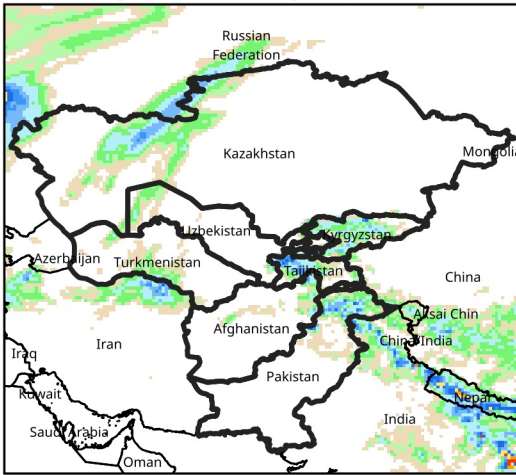 Russian
Federation
Kazakhstan
Mongolia
Uzbekistan
Kyrgyzstan
Azerbaijan
Turkmenistan
Tajikistan
China
Aksai Chin
Afghanistan
China/India
Iran
Iraq
Pakistan
Kuwait
Nepal
India
Saudi Arabia
Oman